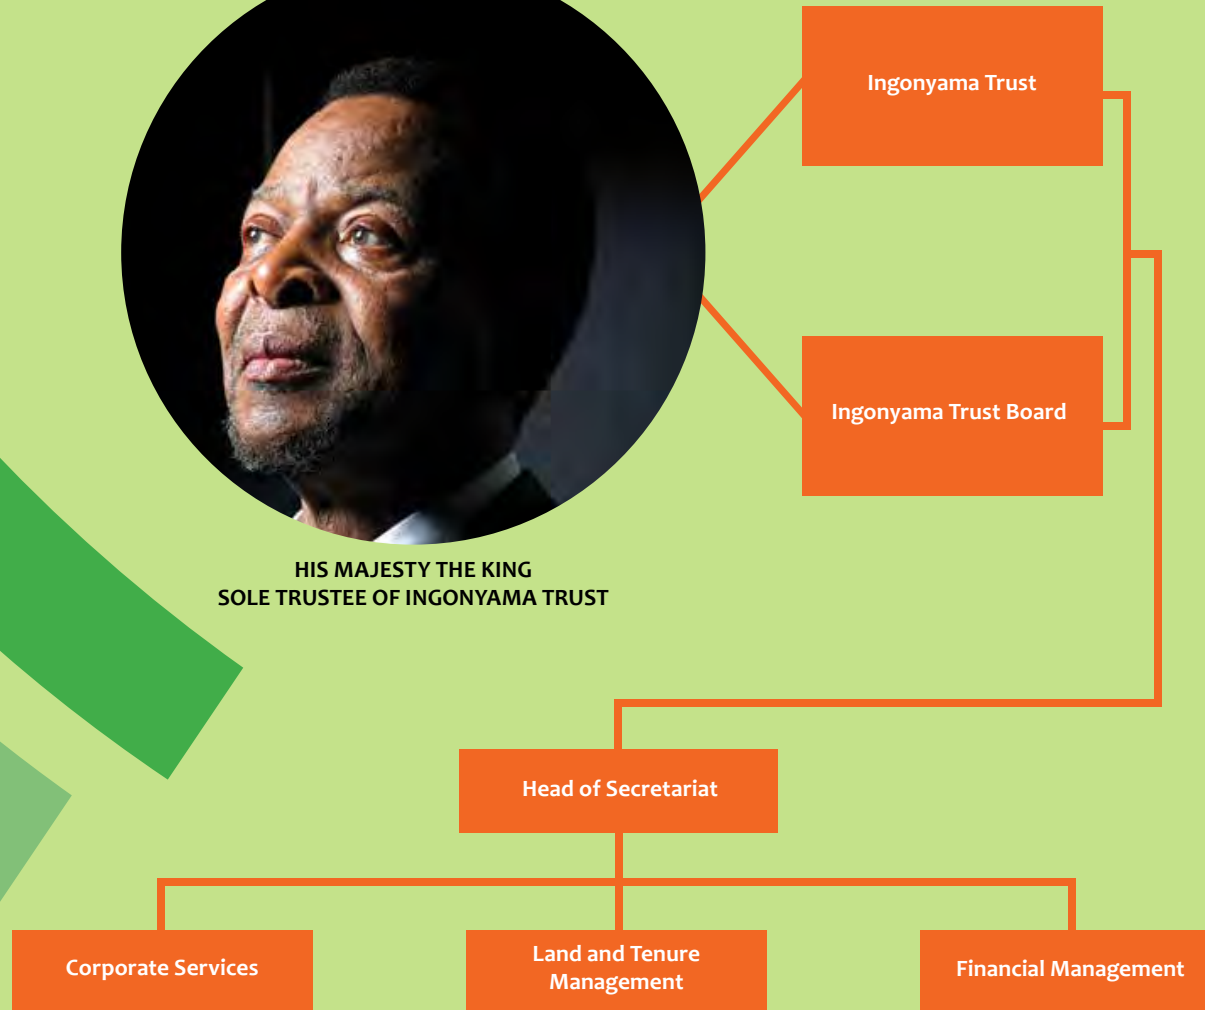 Ingonyama Trust
Ingonyama Trust Board
HIS MAJESTY THE KING
SOLE TRUSTEE OF INGONYAMA TRUST
Head of Secretariat
Corporate Services
Land and Tenure
Management
Financial Management